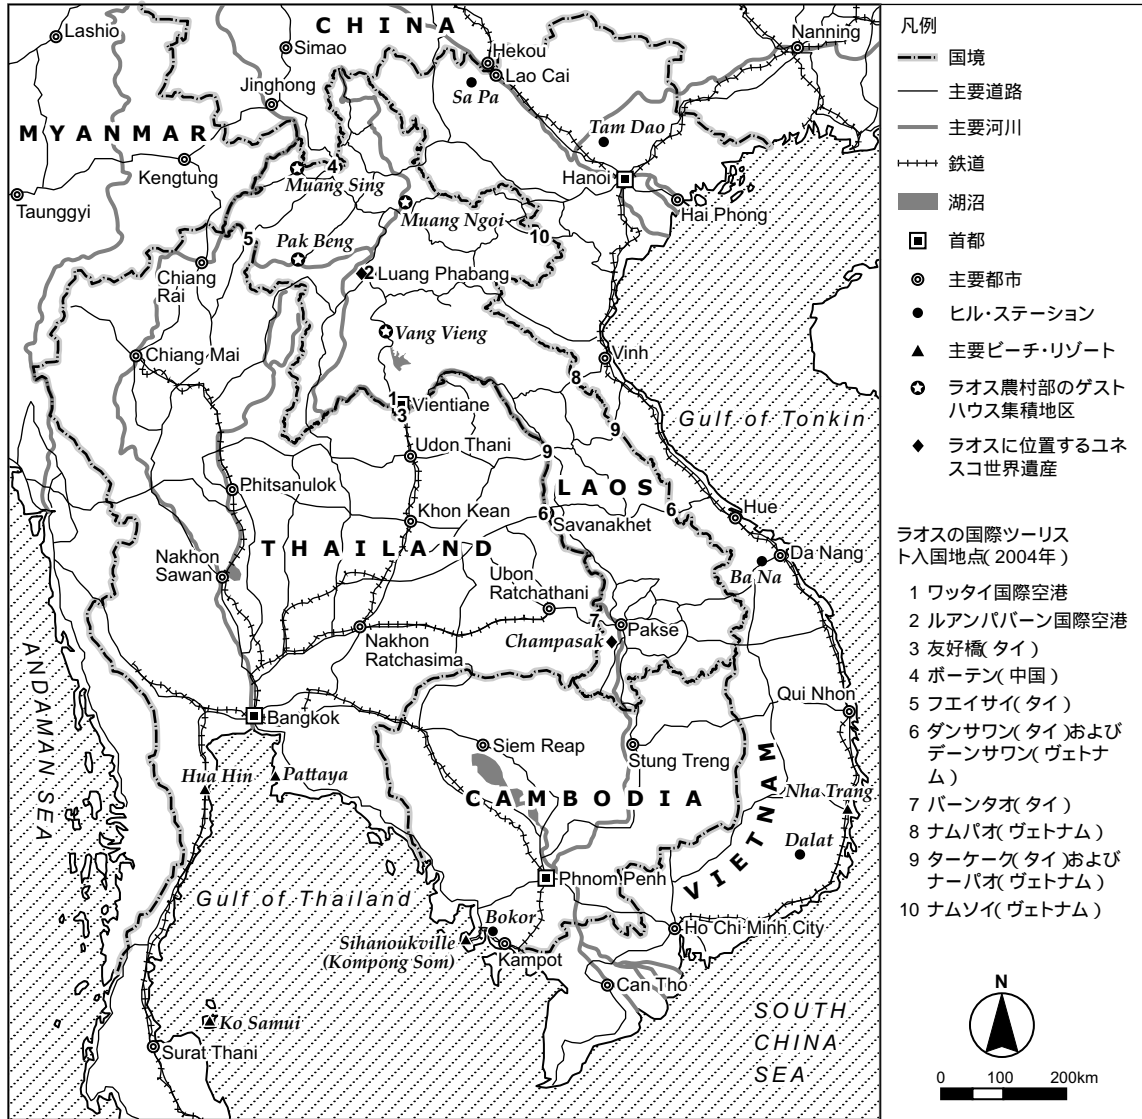 CHINA
Lashio
Simao
Nanning
Hekou
Lao Cai
Sa Pa
Jinghong
MYANMAR
Tam Dao
4
Kengtung
Muang Sing
Hanoi
Taunggyi
Muang Ngoi
Hai Phong
5
Pak Beng
10
Chiang
Rai
2 Luang Phabang
Vang Vieng
Chiang Mai
Vinh
8
1
Vientiane
3
Gulf of Tonkin
9
Udon Thani
9
LAOS
Phitsanulok
Khon Kean
6
Savanakhet
6
Hue
THAILAND
Nakhon
Sawan
Da Nang
Ubon
Ratchathani
Ba Na
7
Pakse
Champasak
Nakhon
Ratchasima
ANDAMAN SEA
Qui Nhon
Bangkok
Siem Reap
Stung Treng
Hua Hin
Pattaya
CAMBODIA
Nha Trang
VIETNAM
Dalat
Phnom Penh
Gulf of Thailand
Bokor
Sihanoukville
(Kompong Som)
Kampot
Ho Chi Minh City
Can Tho
Ko Samui
Surat Thani
SOUTH
CHINA
SEA
凡例
国境
主要道路
主要河川
鉄道
湖沼
首都
主要都市
ヒル・ステーション
主要ビーチ・リゾート
ラオス農村部のゲスト
ハウス集積地区
ラオスに位置するユネ
スコ世界遺産
ラオスの国際ツーリス
ト入国地点(2004年)
1 ワッタイ国際空港
2 ルアンパバーン国際空港
3 友好橋(タイ)
4 ボーテン(中国)
5 フエイサイ(タイ)
6 ダンサワン(タイ)および
デーンサワン(ヴェトナ
ム)
7 バーンタオ(タイ)
8 ナムパオ(ヴェトナム)
9 ターケーク(タイ)および
ナーパオ(ヴェトナム)
10 ナムソイ(ヴェトナム)
N
0 100 200km